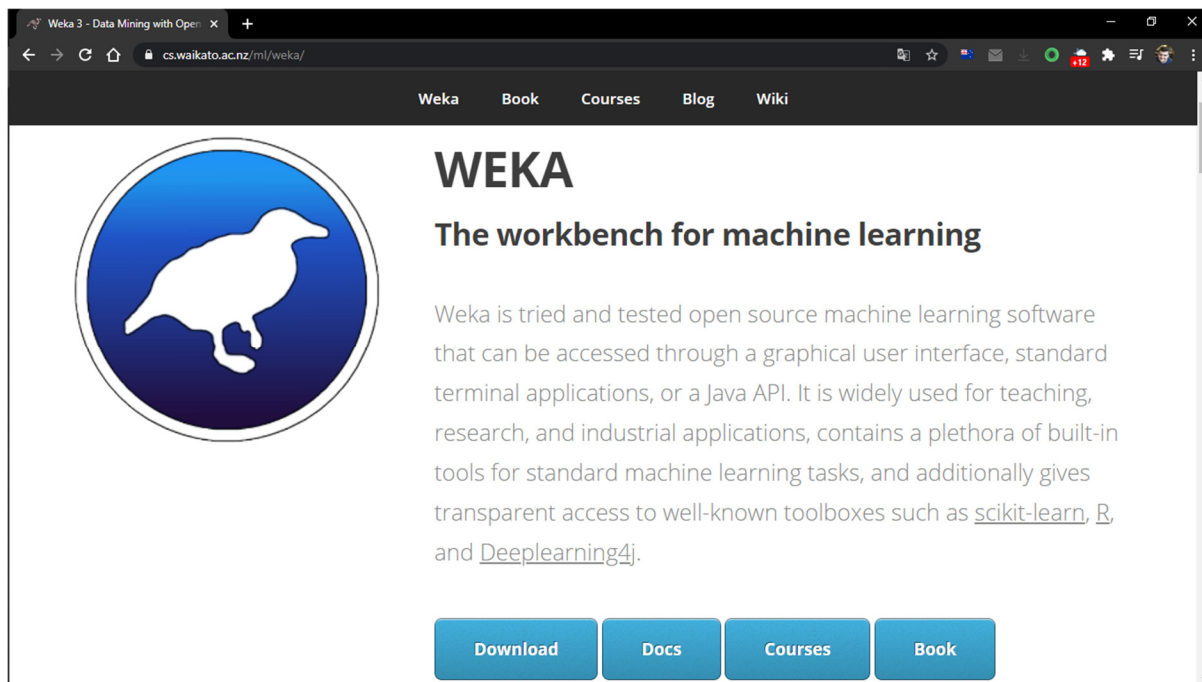 Weka 3 - Data Mining with Open
cs.waikato.ac.nz/ml/weka/
+12
Weka Book Courses Blog Wiki
WEKA
The workbench for machine learning
Weka is tried and tested open source machine learning software
that can be accessed through a graphical user interface, standard
terminal applications, or a Java API. It is widely used for teaching,
research, and industrial applications, contains a plethora of built-in
tools for standard machine learning tasks, and additionally gives
transparent access to well-known toolboxes such as scikit-learn, R,
and Deeplearning4j.
Download Docs Courses Book